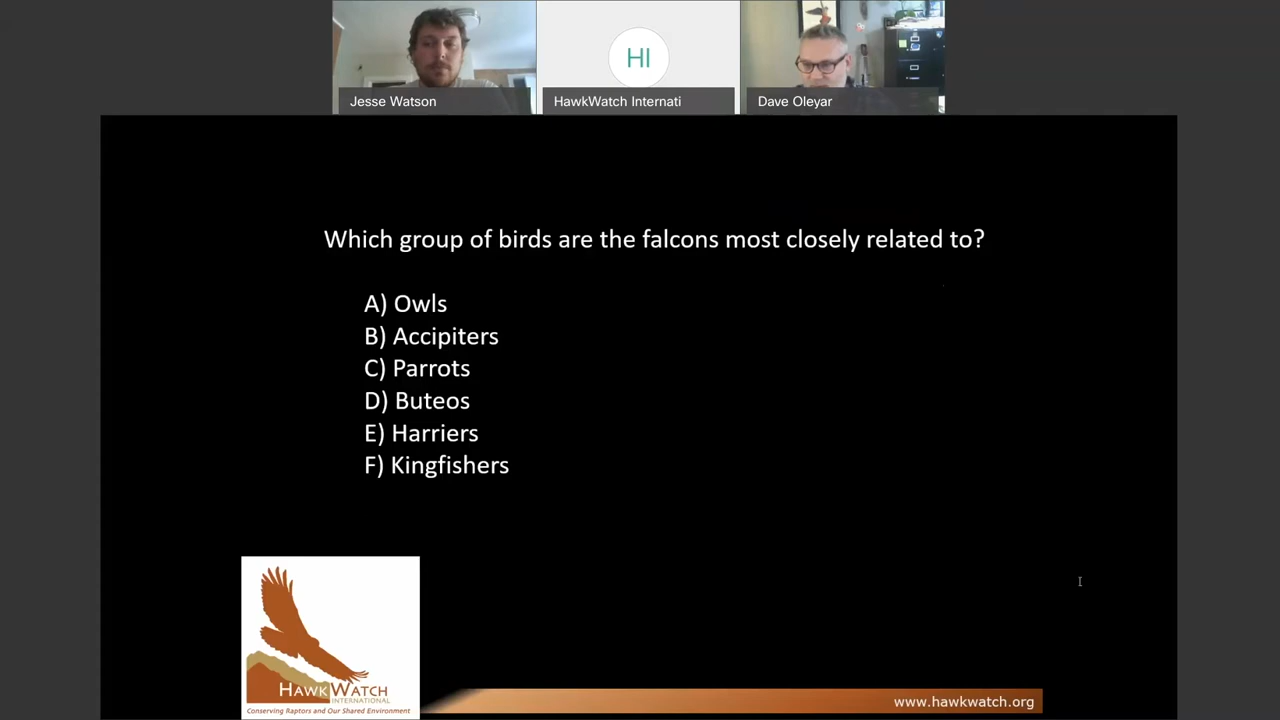 HI
Jesse Watson
HawkWatch Internati
Dave Oleyar
Which group of birds are the falcons most closely related to?
A) Owls
B) Accipiters
C) Parrots
D) Buteos
E) Harriers
F) Kingfishers
HAWKWATCH
INTERNATIONAL
Conserving Raptors and Our Shared Environment
www.hawkwatch.org